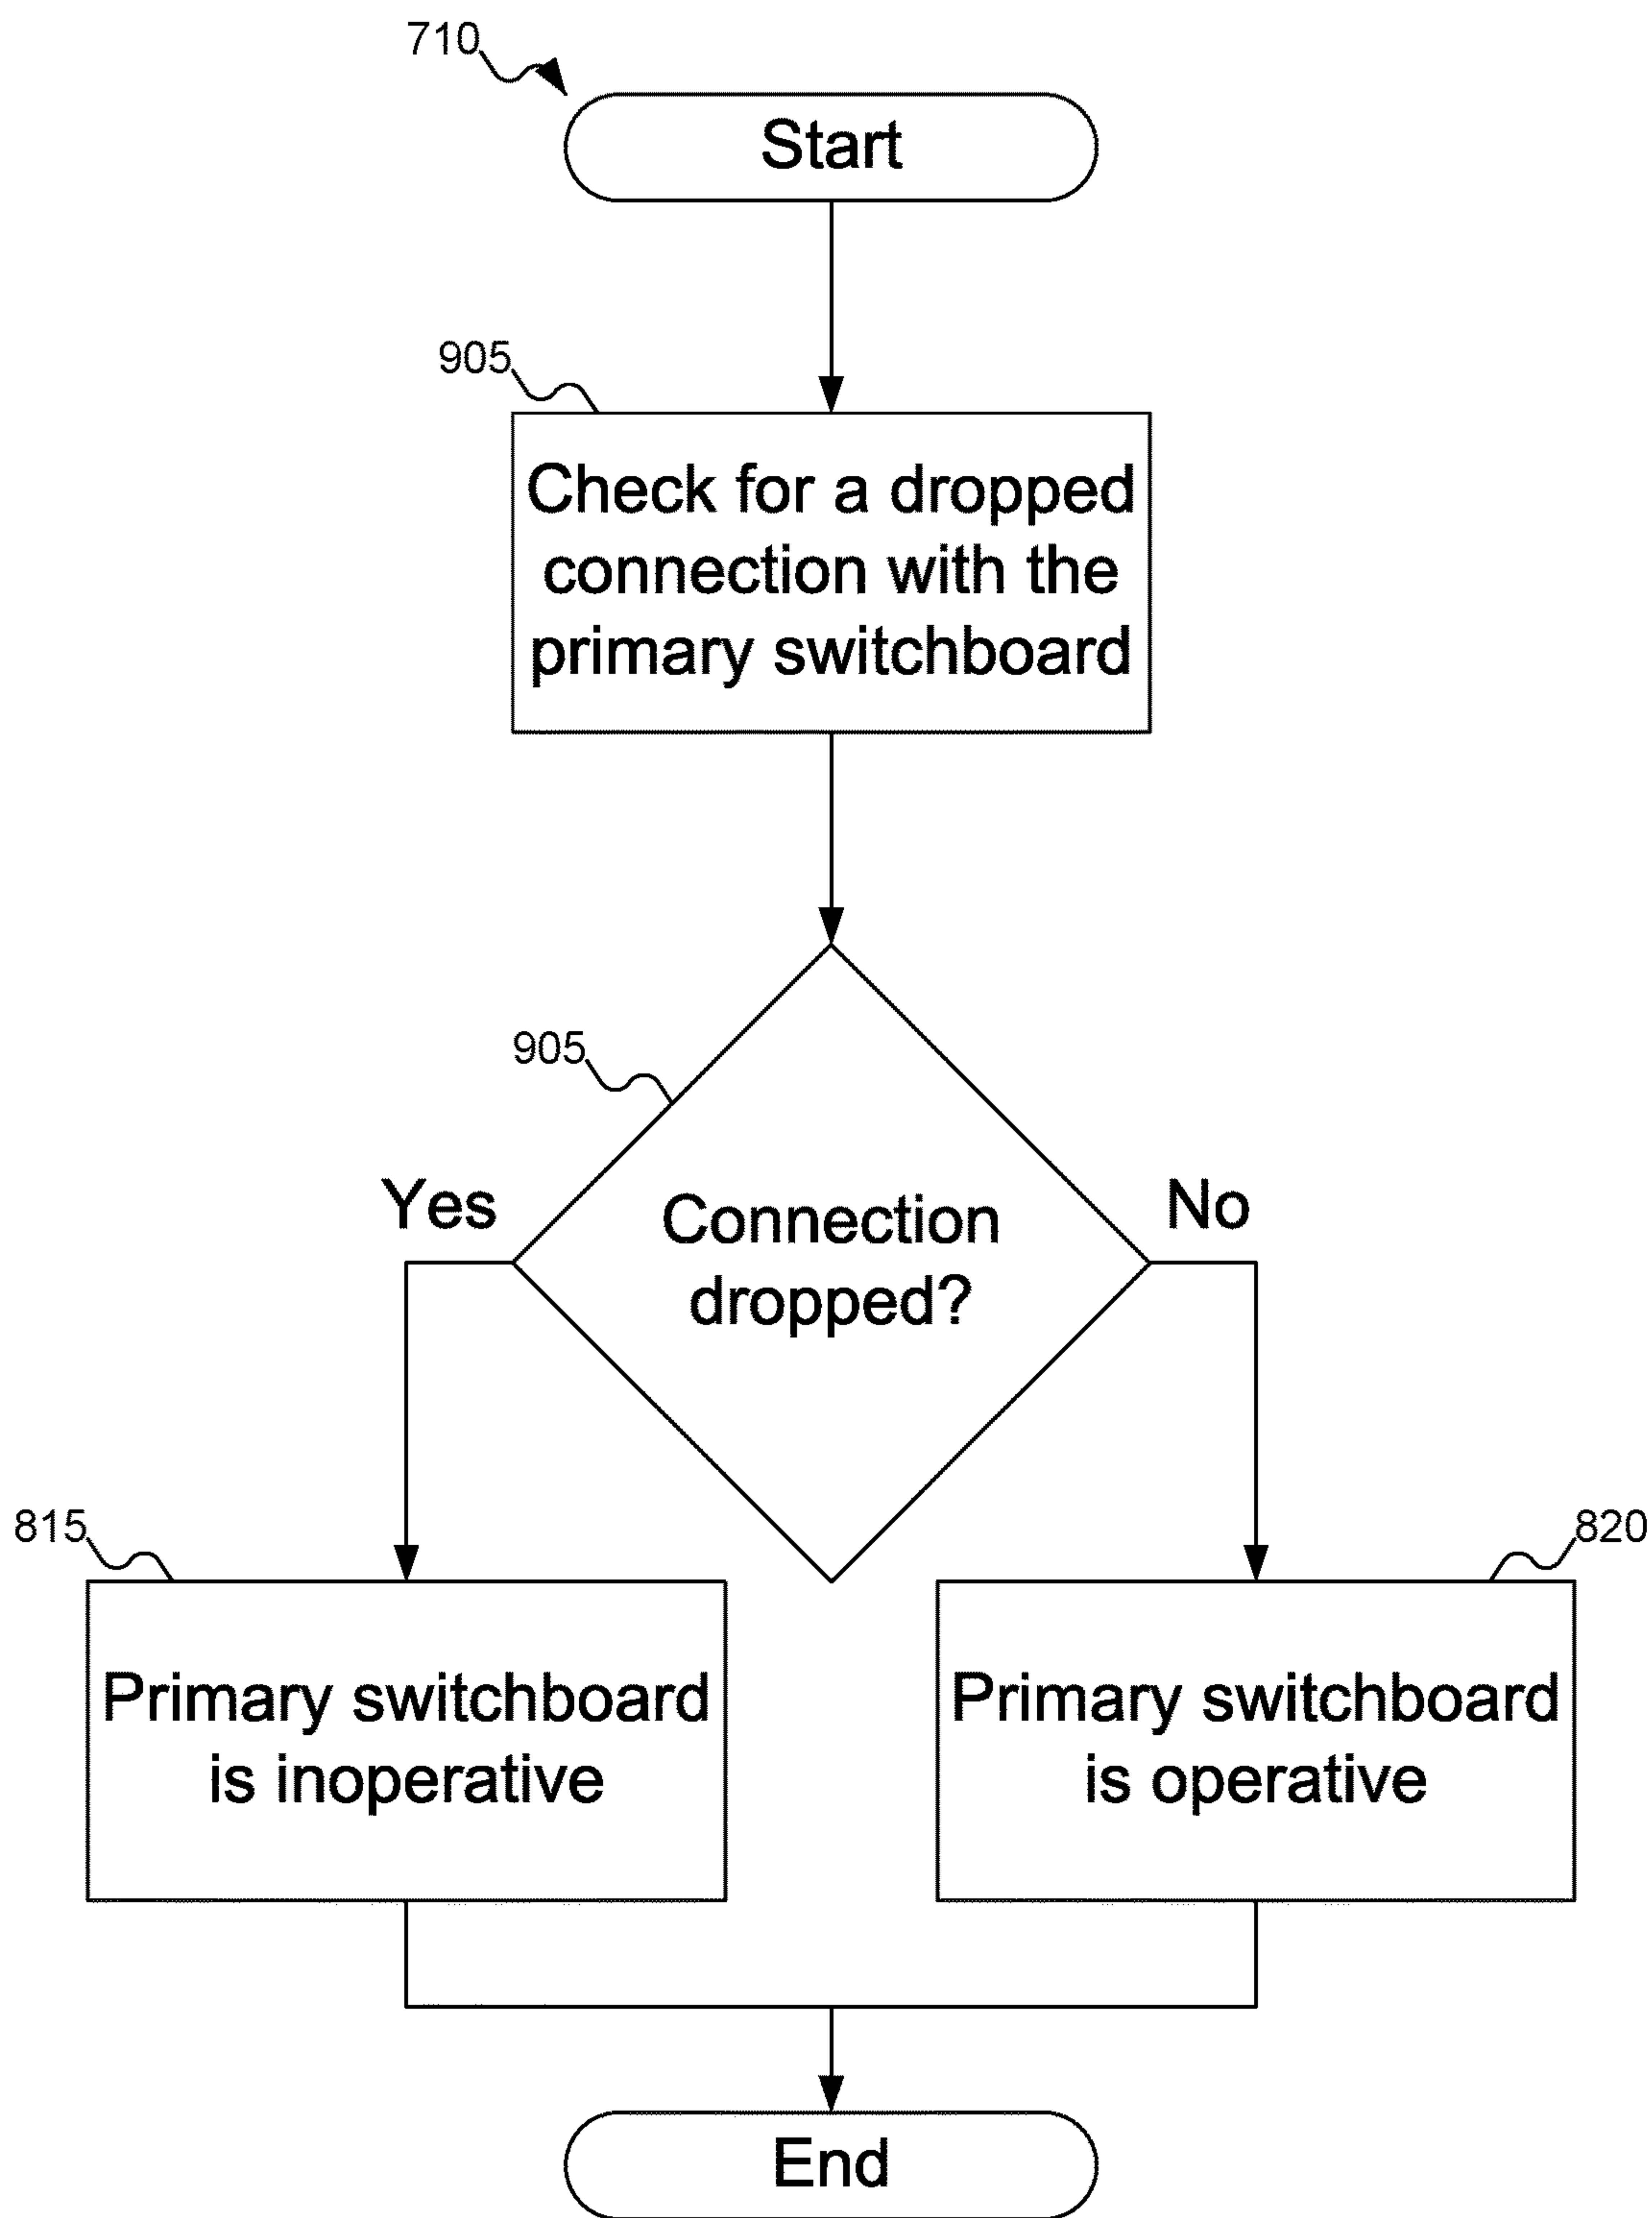 710
Start
905
Check for a dropped
connection with the
primary switchboard
905
Connection
dropped?
Yes
No
815
Primary switchboard
is inoperative
820
Primary switchboard
is operative
End